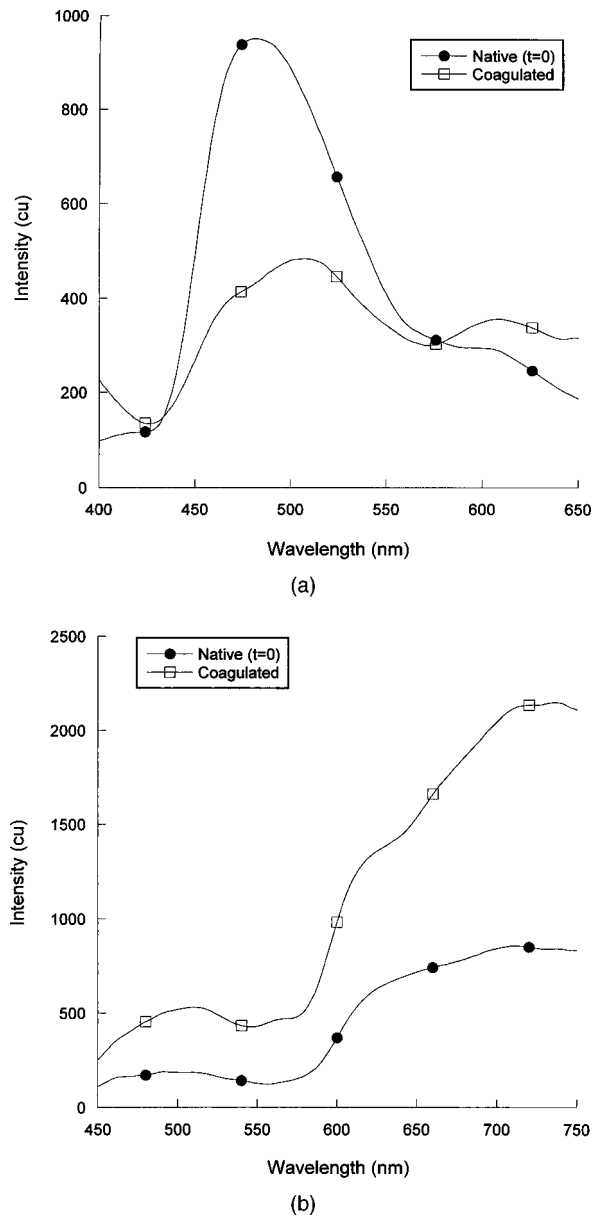 1000
800
600
400
200
0
Intensity (cu)
Native (t=0)
Coagulated
400 450 500 550 600 650
Wavelength (nm)
(a)
2500
2000
1500
1000
500
0
Intensity (cu)
Native (t=0)
Coagulated
450 500 550 600 650 700 750
Wavelength (nm)
(b)